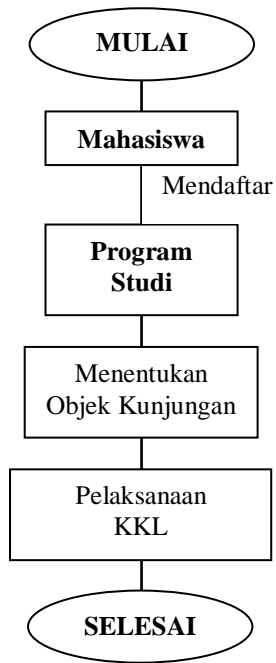 MULAI
Mahasiswa
Mendaftar
Program
Studi
Menentukan
Objek Kunjungan
Pelaksanaan
KKL
SELESAI